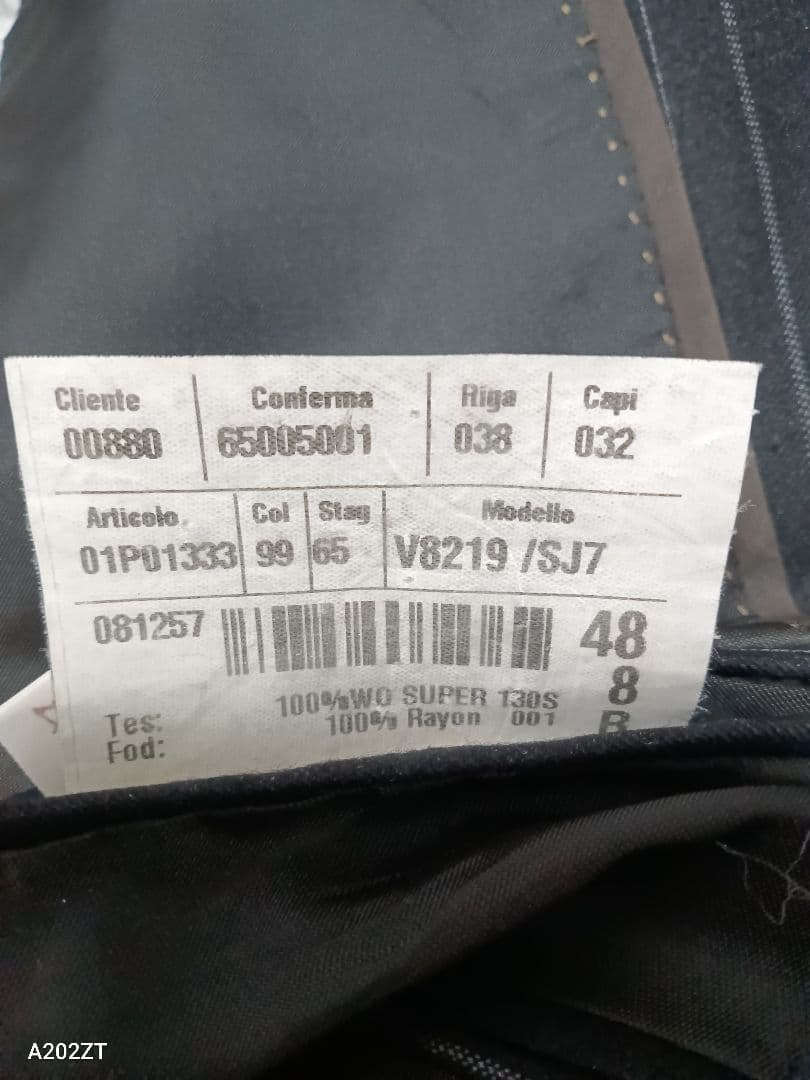 Cliente Conferma Riga Capi
00880 65005001 038 032
Articolo Col Stag Modello
01P01333 99 65 V8219 /SJ7
081257 48
8
Tes: 100%WO SUPER 130S
Fod: 100% Rayon 001
A202ZT